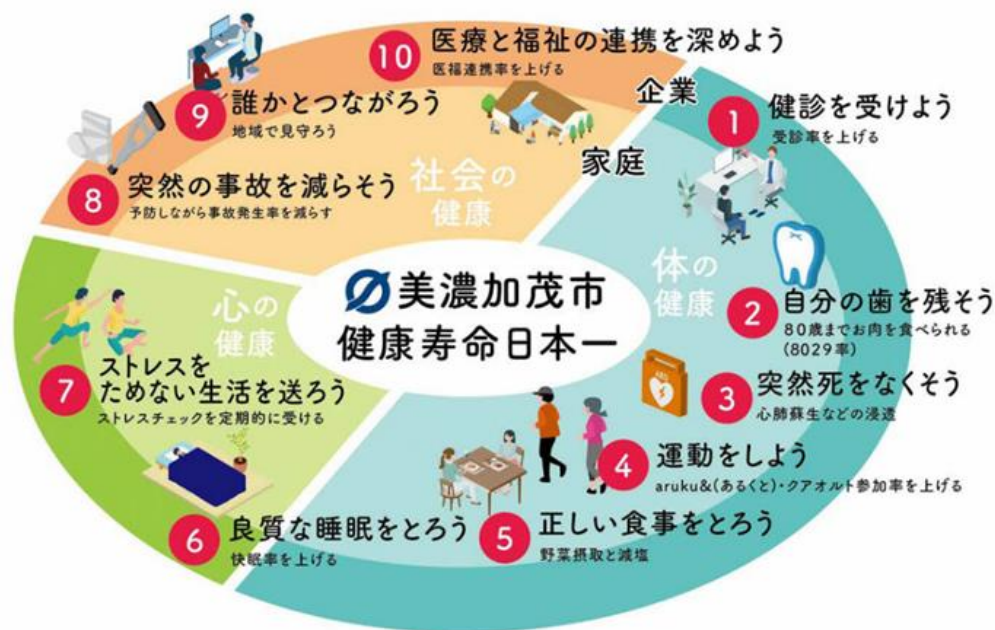 美濃加茂市
健康寿命日本一
企業
家庭
体の
健康
1 健診を受けよう
受診率を上げる
2 自分の歯を残そう
80歳までお肉を食べられる
(8029率)
AED
3 突然死をなくそう
心肺蘇生などの浸透
4 運動をしよう
aruku&(あるくと)・クアオルト参加率を上げる
5 正しい食事をとろう
野菜摂取と減塩
心の
健康
6 良質な睡眠をとろう
快眠率を上げる
7 ストレスを
ためない生活を送ろう
ストレスチェックを定期的に受ける
社会の
健康
8 突然の事故を減らそう
予防しながら事故発生率を減らす
9 誰かとつながろう
地域で見守ろう
10 医療と福祉の連携を深めよう
医福連携率を上げる